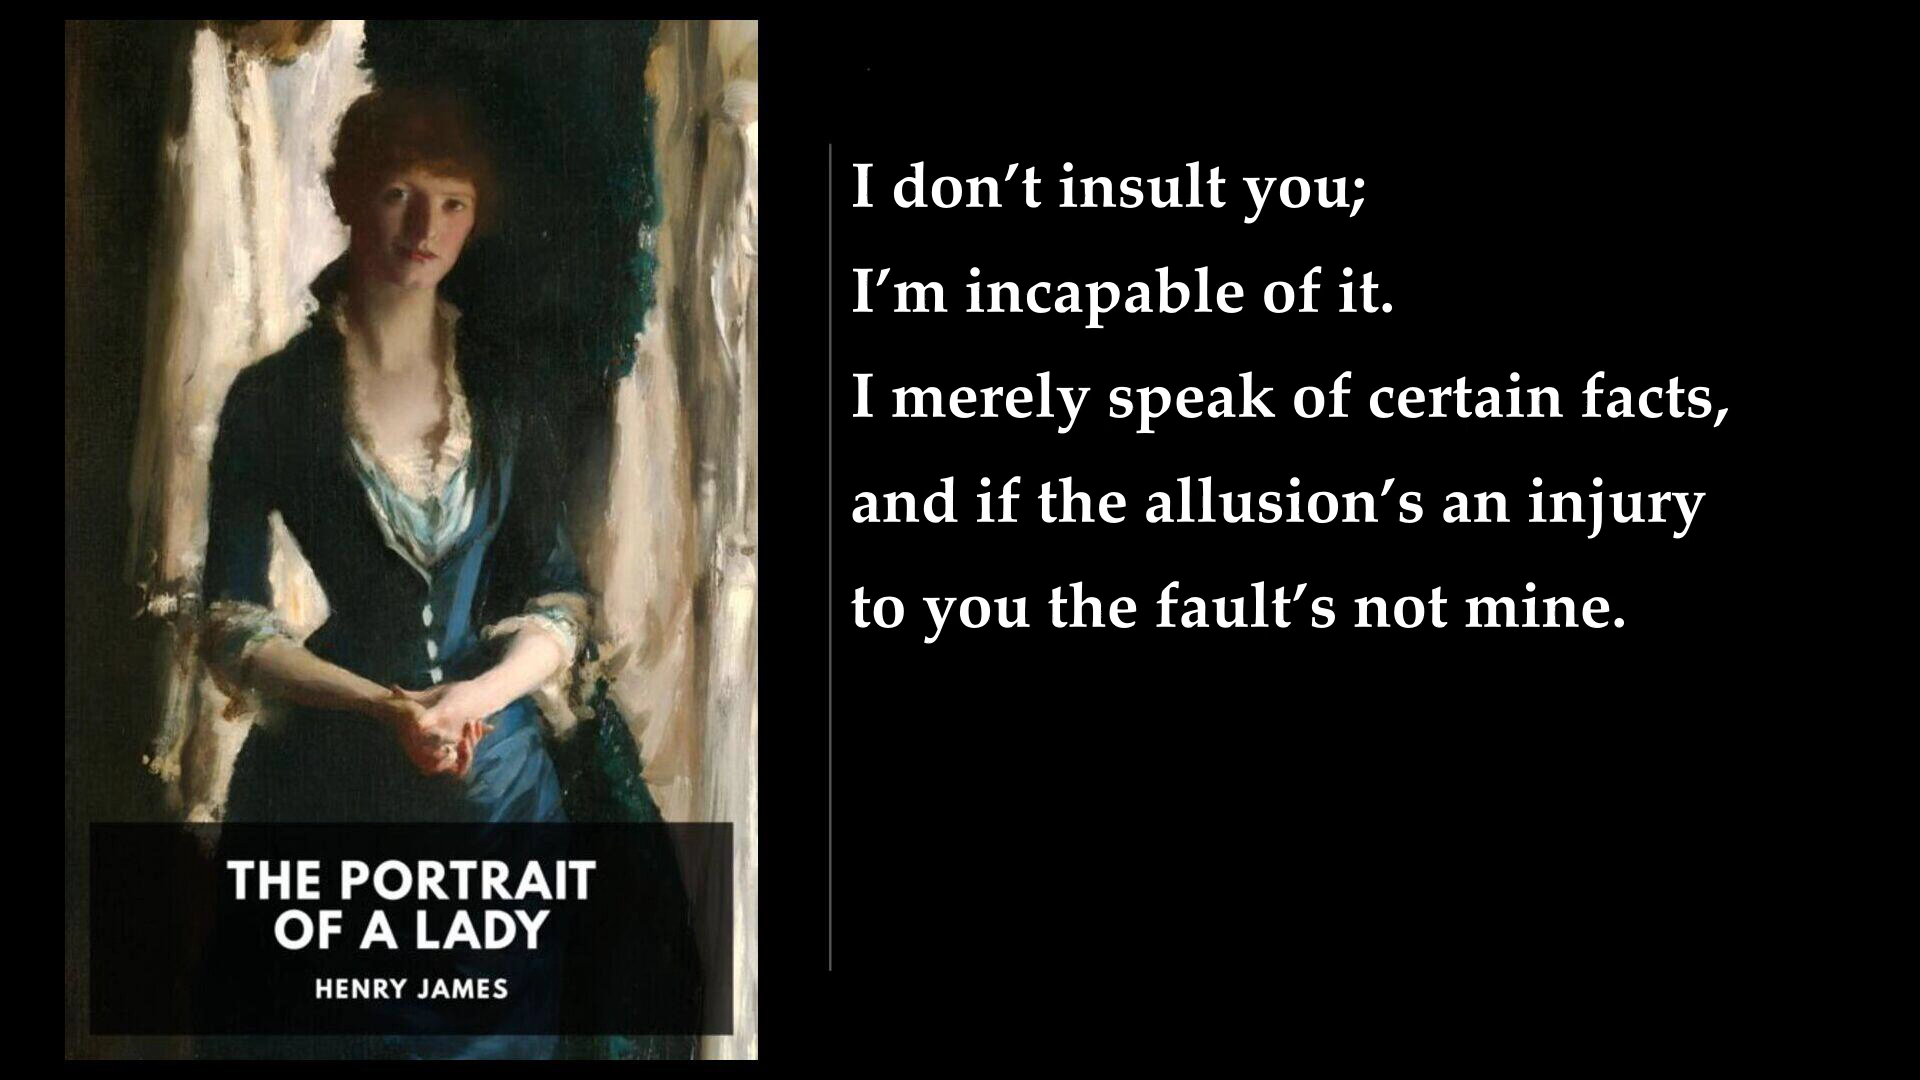 I don’t insult you;
I’m incapable of it.
I merely speak of certain facts,
and if the allusion’s an injury
to you the fault’s not mine.
THE PORTRAIT
OF A LADY
HENRY JAMES